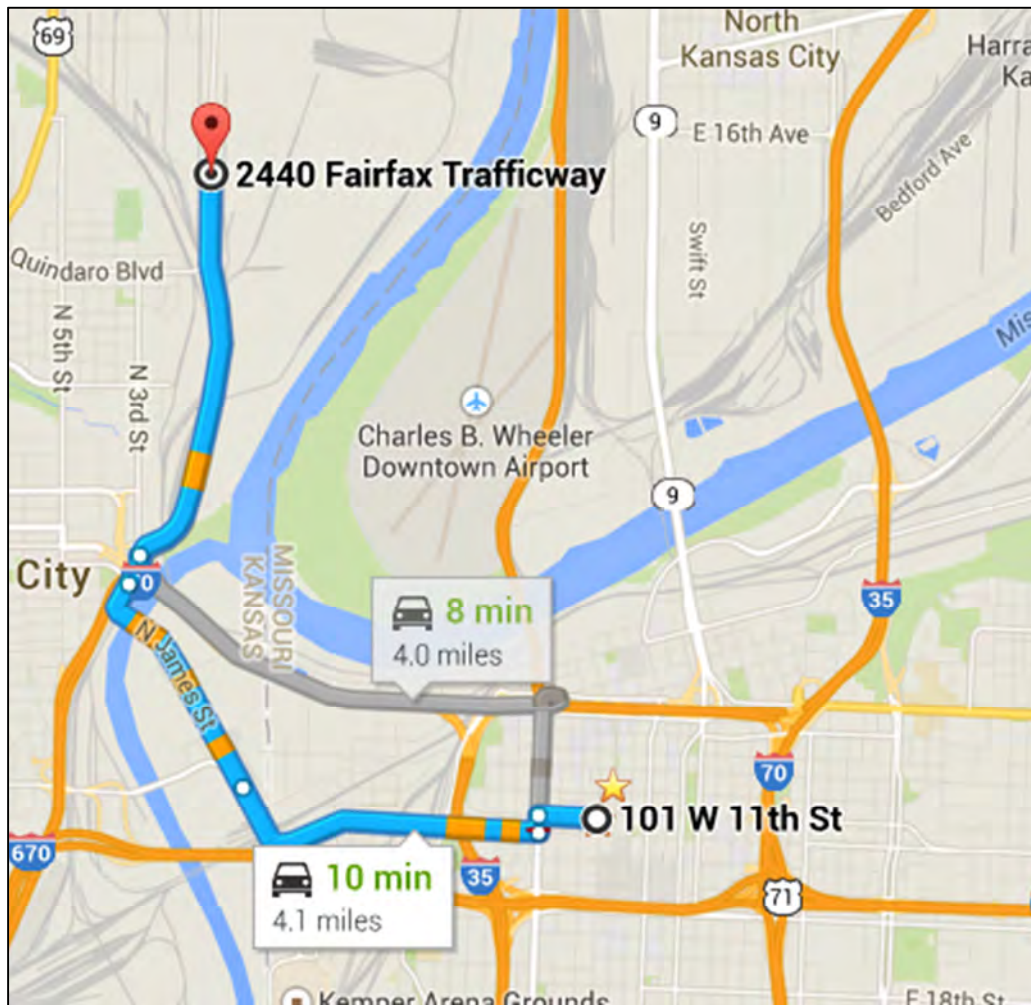 69
North
Kansas City
Harra
Ka
9
E 16th Ave
Bedford Ave
2440 Fairfax Trafficway
Swift St
Quindaro Blvd
N 5th St
N 3rd St
Mis
Charles B. Wheeler
Downtown Airport
9
City
MISSOURI
KANSAS
8 min
4.0 miles
35
N James St
70
101 W 11th St
670
10 min
4.1 miles
35
71
Kemper Arena Grounds
E 18th St